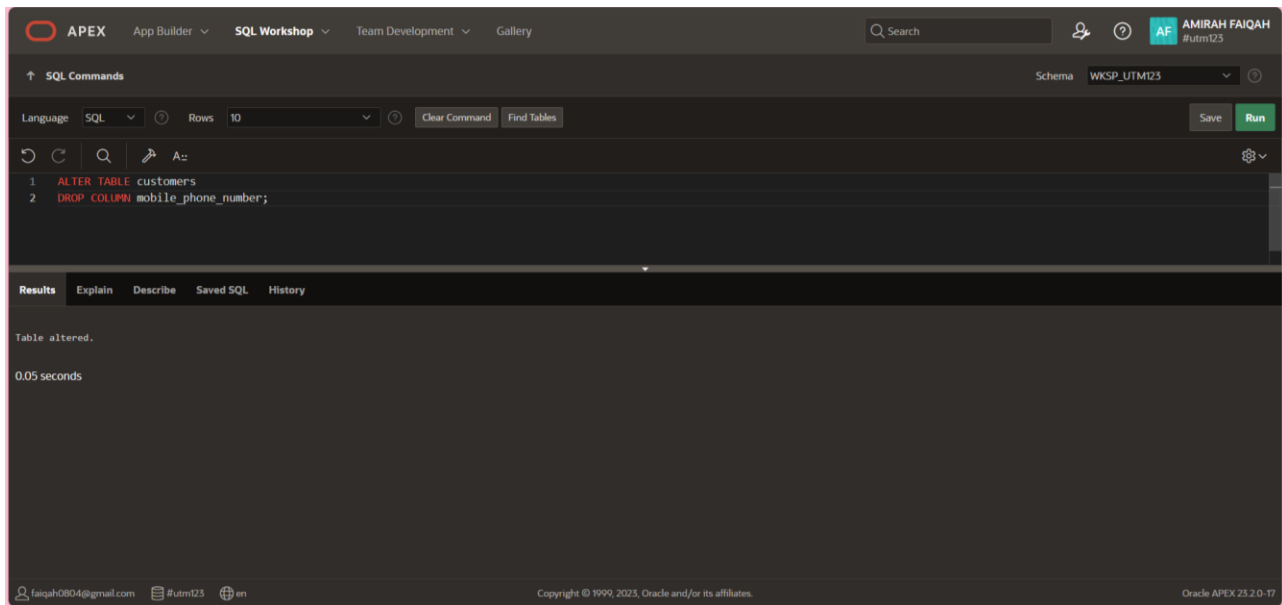 APEX App Builder SQL Workshop Team Development Gallery Search AMIRAH FAIQAH
AF #utm123
SQL Commands Schema WKSP_UTM123
Language SQL Rows 10 Clear Command Find Tables Save Run
A::
1 ALTER TABLE customers
2 DROP COLUMN mobile_phone_number;
Results Explain Describe Saved SQL History
Table altered.
0.05 seconds
faiqah0804@gmail.com #utm123 en Copyright © 1999, 2023, Oracle and/or its affiliates. Oracle APEX 23.2.0-17